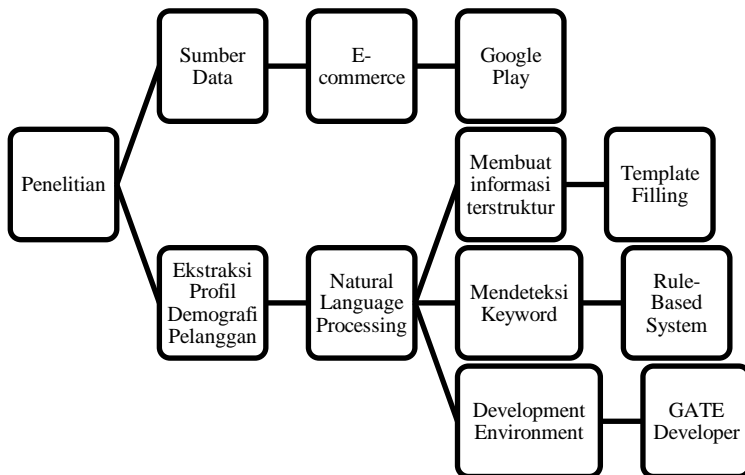 Sumber
Data
E-
commerce
Google
Play
Penelitian
Membuat
informasi
terstruktur
Template
Filling
Ekstraksi
Profil
Demografi
Pelanggan
Natural
Language
Processing
Mendeteksi
Keyword
Rule-
Based
System
Development
Environment
GATE
Developer